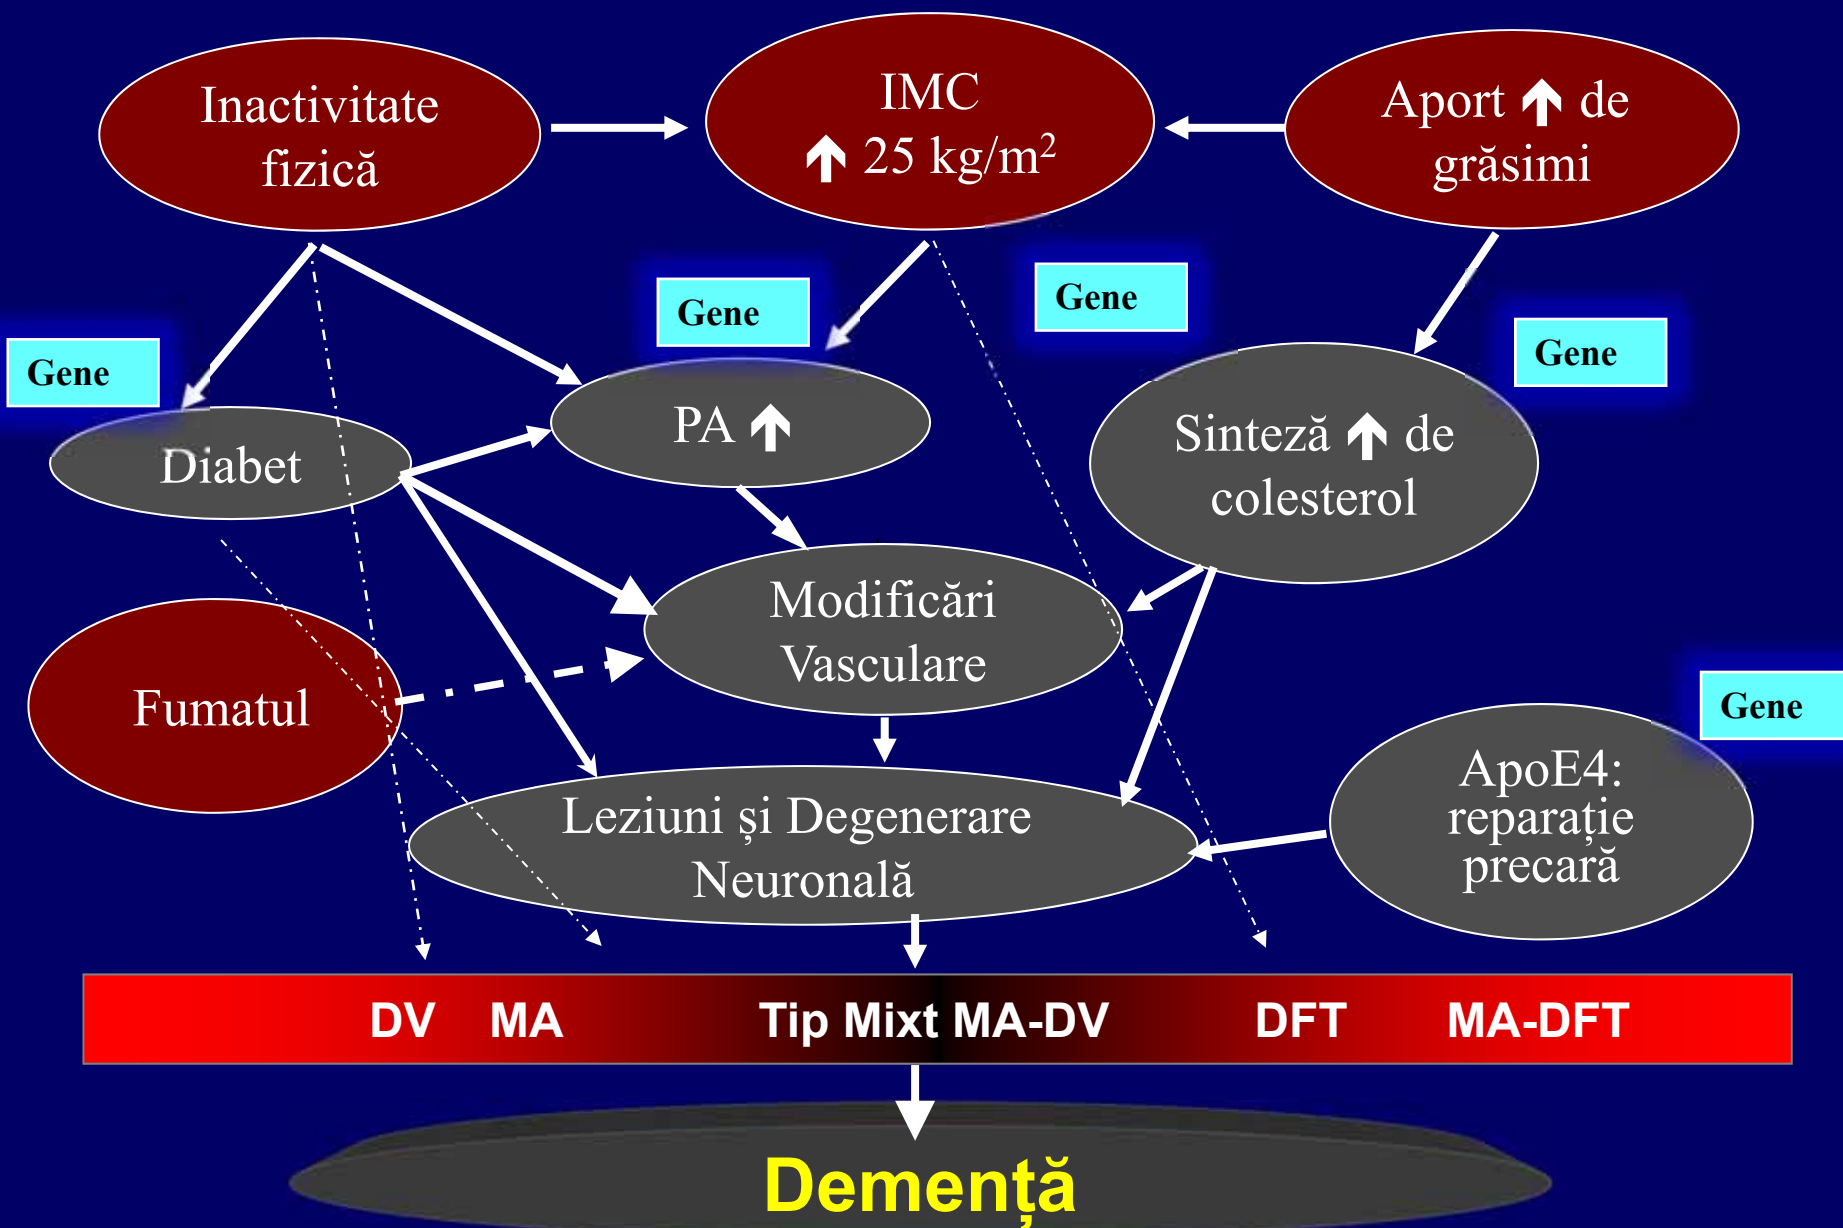 Inactivitate
fizică
IMC
↑ 25 kg/m²
Aport ↑ de
grăsimi
Gene
Gene
Gene
Gene
Diabet
PA ↑
Sinteză ↑ de
colesterol
Modificări
Vasculare
Fumatul
Gene
ApoE4:
reparație
precară
Leziuni și Degenerare
Neuronală
DV MA Tip Mixt MA-DV DFT MA-DFT
Demență